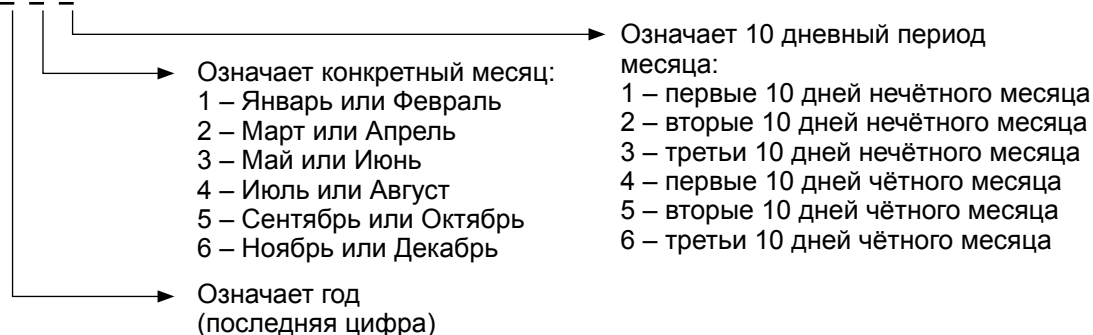 Означает 10 дневный период
месяца:
1 – первые 10 дней нечётного месяца
2 – вторые 10 дней нечётного месяца
3 – третьи 10 дней нечётного месяца
4 – первые 10 дней чётного месяца
5 – вторые 10 дней чётного месяца
6 – третьи 10 дней чётного месяца
Означает конкретный месяц:
1 – Январь или Февраль
2 – Март или Апрель
3 – Май или Июнь
4 – Июль или Август
5 – Сентябрь или Октябрь
6 – Ноябрь или Декабрь
Означает год
(последняя цифра)